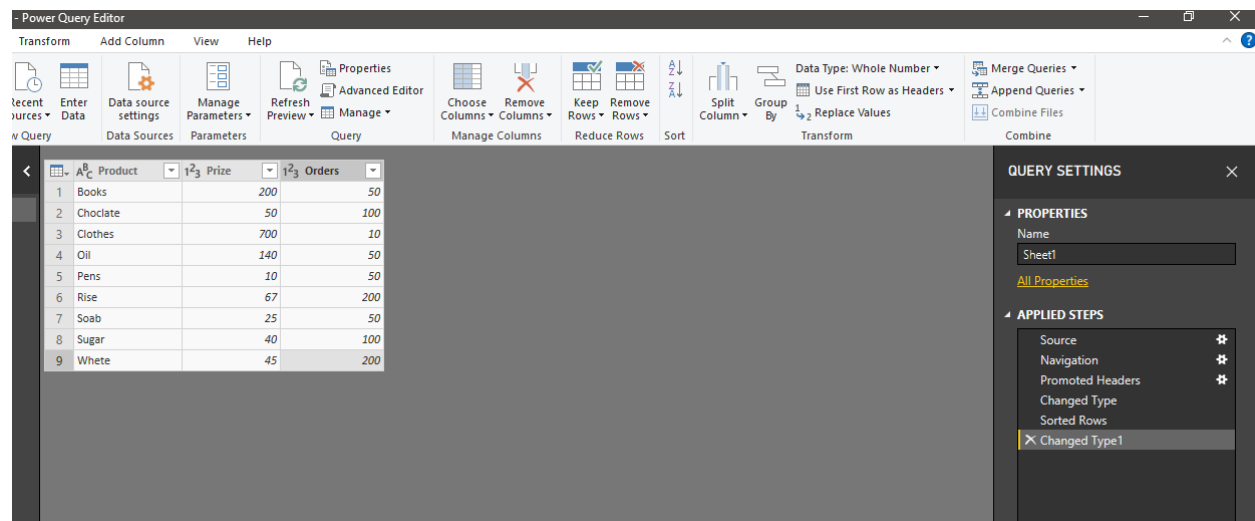 - Power Query Editor
Transform Add Column View Help
Recent Sources Enter Data Data source settings Manage Parameters Refresh Preview Properties Advanced Editor Manage Choose Columns Remove Columns Keep Rows Remove Rows Split Column Group By Data Type: Whole Number Use First Row as Headers 1 2 Replace Values Merge Queries Append Queries Combine Files
w Query Data Sources Parameters Query Manage Columns Reduce Rows Sort Transform Combine
ABC Product 123 Prize 123 Orders
1 Books 200 50
2 Choclate 50 100
3 Clothes 700 10
4 Oil 140 50
5 Pens 10 50
6 Rise 67 200
7 Soab 25 50
8 Sugar 40 100
9 Whete 45 200
QUERY SETTINGS
PROPERTIES
Name
Sheet1
All Properties
APPLIED STEPS
Source
Navigation
Promoted Headers
Changed Type
Sorted Rows
Changed Type1